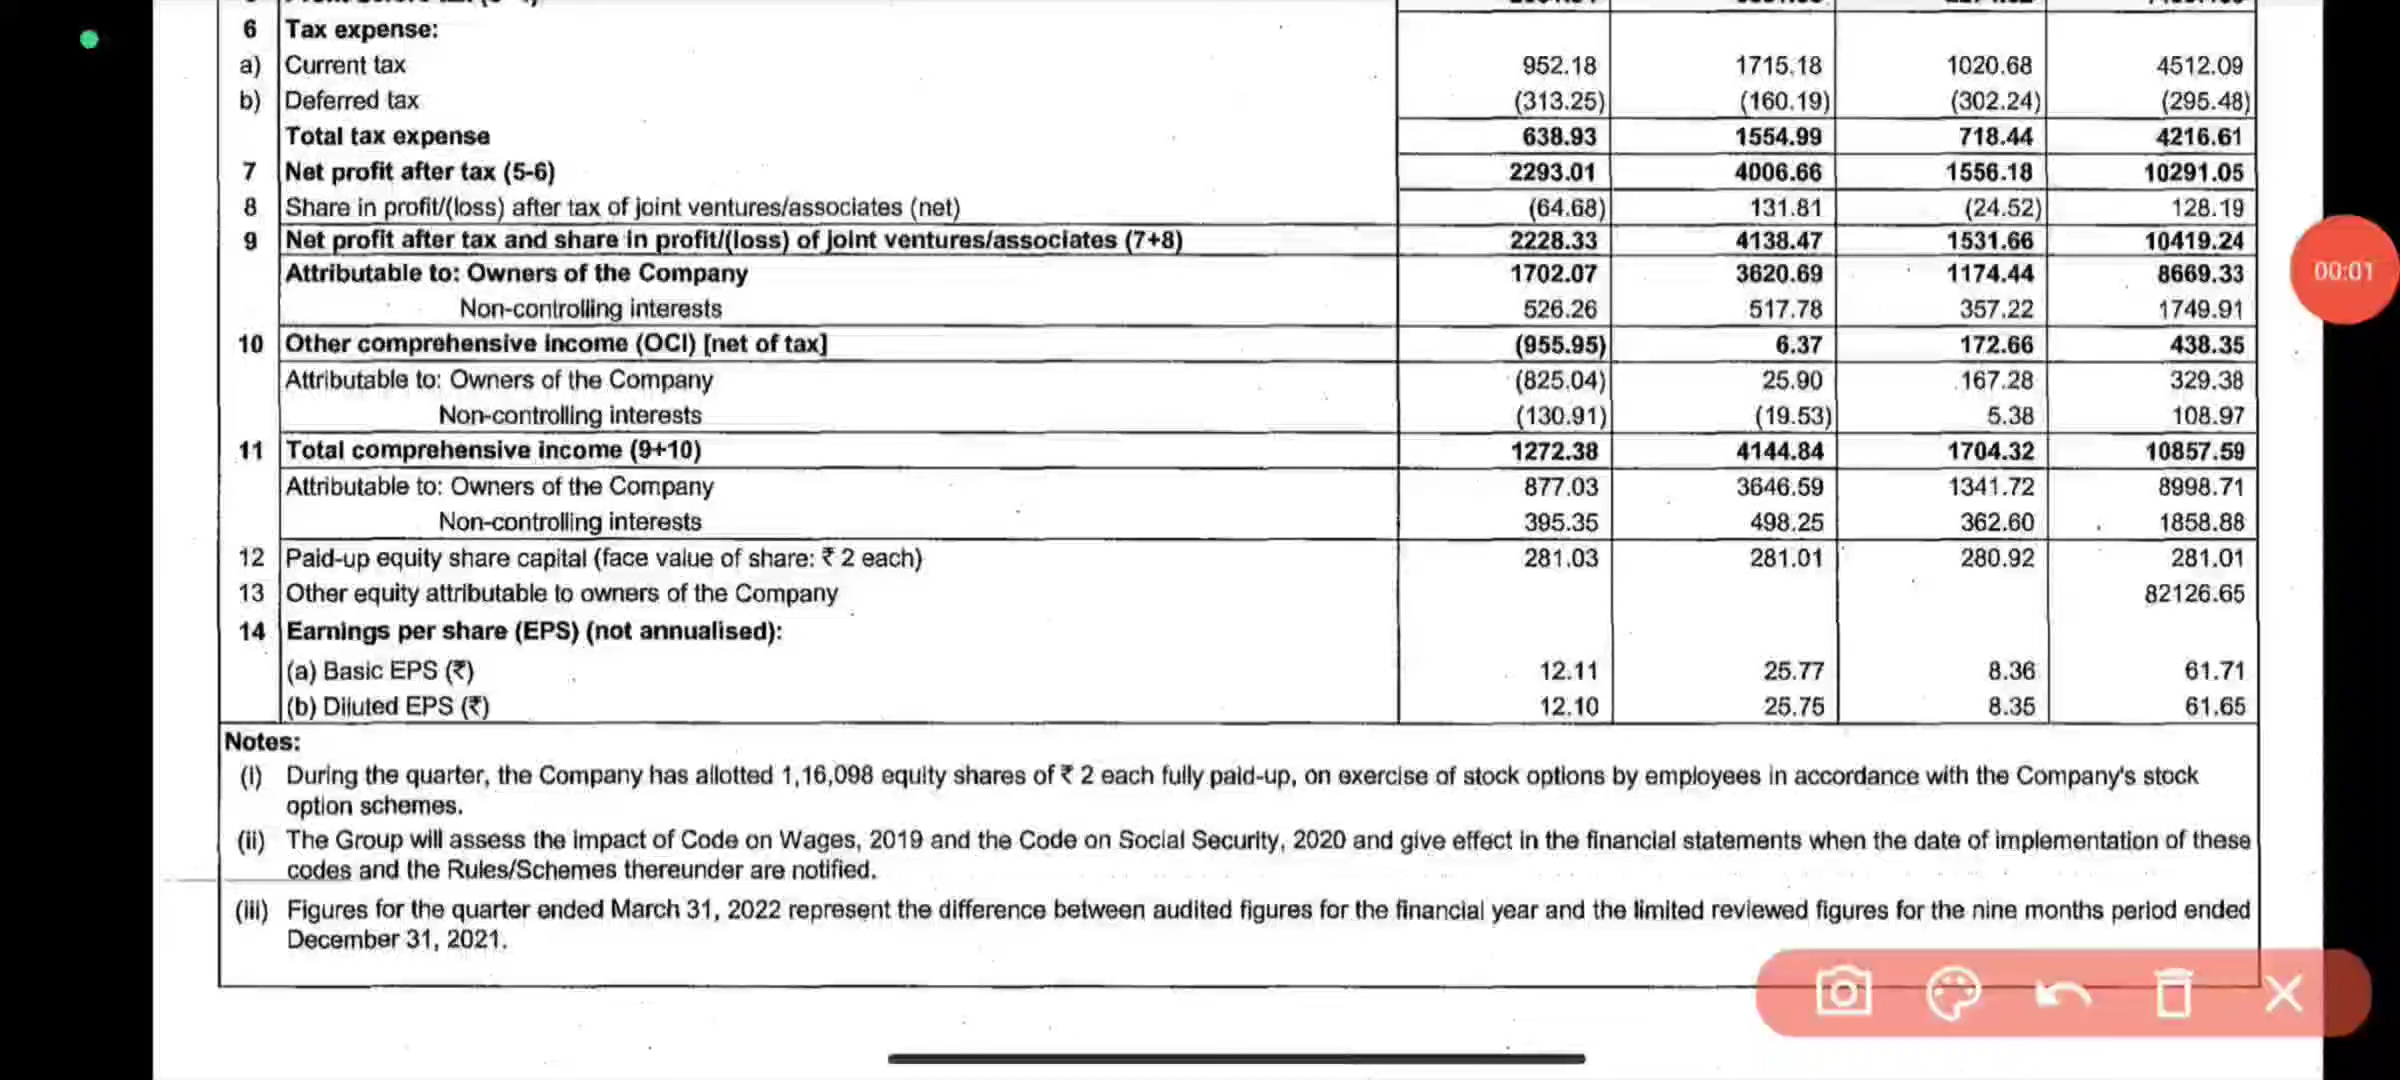 6 Tax expense:
a) Current tax 952.18 1715.18 1020.68 4512.09
b) Deferred tax (313.25) (160.19) (302.24) (295.48)
Total tax expense 638.93 1554.99 718.44 4216.61
7 Net profit after tax (5-6) 2293.01 4006.66 1556.18 10291.05
8 Share in profit/(loss) after tax of joint ventures/associates (net) (64.68) 131.81 (24.52) 128.19
9 Net profit after tax and share in profit/(loss) of joint ventures/associates (7+8) 2228.33 4138.47 1531.66 10419.24
Attributable to: Owners of the Company 1702.07 3620.69 1174.44 8669.33
Non-controlling interests 526.26 517.78 357.22 1749.91
10 Other comprehensive income (OCI) [net of tax] (955.95) 6.37 172.66 438.35
Attributable to: Owners of the Company (825.04) 25.90 167.28 329.38
Non-controlling interests (130.91) (19.53) 5.38 108.97
11 Total comprehensive income (9+10) 1272.38 4144.84 1704.32 10857.59
Attributable to: Owners of the Company 877.03 3646.59 1341.72 8998.71
Non-controlling interests 395.35 498.25 362.60 1858.88
12 Paid-up equity share capital (face value of share: ₹ 2 each) 281.03 281.01 280.92 281.01
13 Other equity attributable to owners of the Company 82126.65
14 Earnings per share (EPS) (not annualised):
(a) Basic EPS (₹) 12.11 25.77 8.36 61.71
(b) Diluted EPS (₹) 12.10 25.75 8.35 61.65
Notes:
(i) During the quarter, the Company has allotted 1,16,098 equity shares of ₹ 2 each fully paid-up, on exercise of stock options by employees in accordance with the Company's stock
option schemes.
(ii) The Group will assess the impact of Code on Wages, 2019 and the Code on Social Security, 2020 and give effect in the financial statements when the date of implementation of these
codes and the Rules/Schemes thereunder are notified.
(iii) Figures for the quarter ended March 31, 2022 represent the difference between audited figures for the financial year and the limited reviewed figures for the nine months period ended
December 31, 2021.
00:01